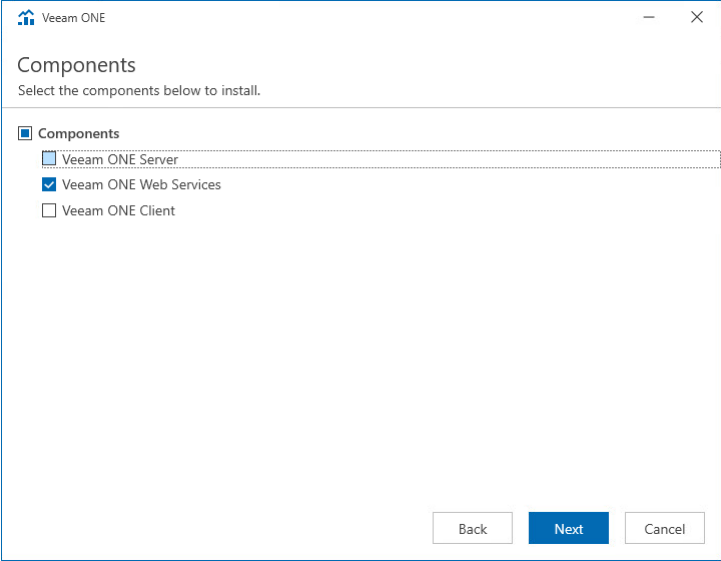 Veeam ONE
Components
Select the components below to install.
Components
Veeam ONE Server
Veeam ONE Web Services
Veeam ONE Client
Back Next Cancel